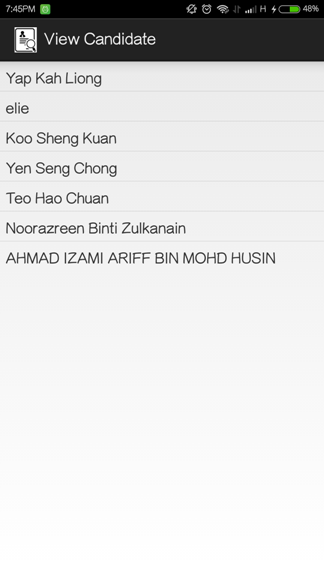 7:45PM H 48%
View Candidate
Yap Kah Liong
elie
Koo Sheng Kuan
Yen Seng Chong
Teo Hao Chuan
Noorazreen Binti Zulkanain
AHMAD IZAMI ARIFF BIN MOHD HUSIN